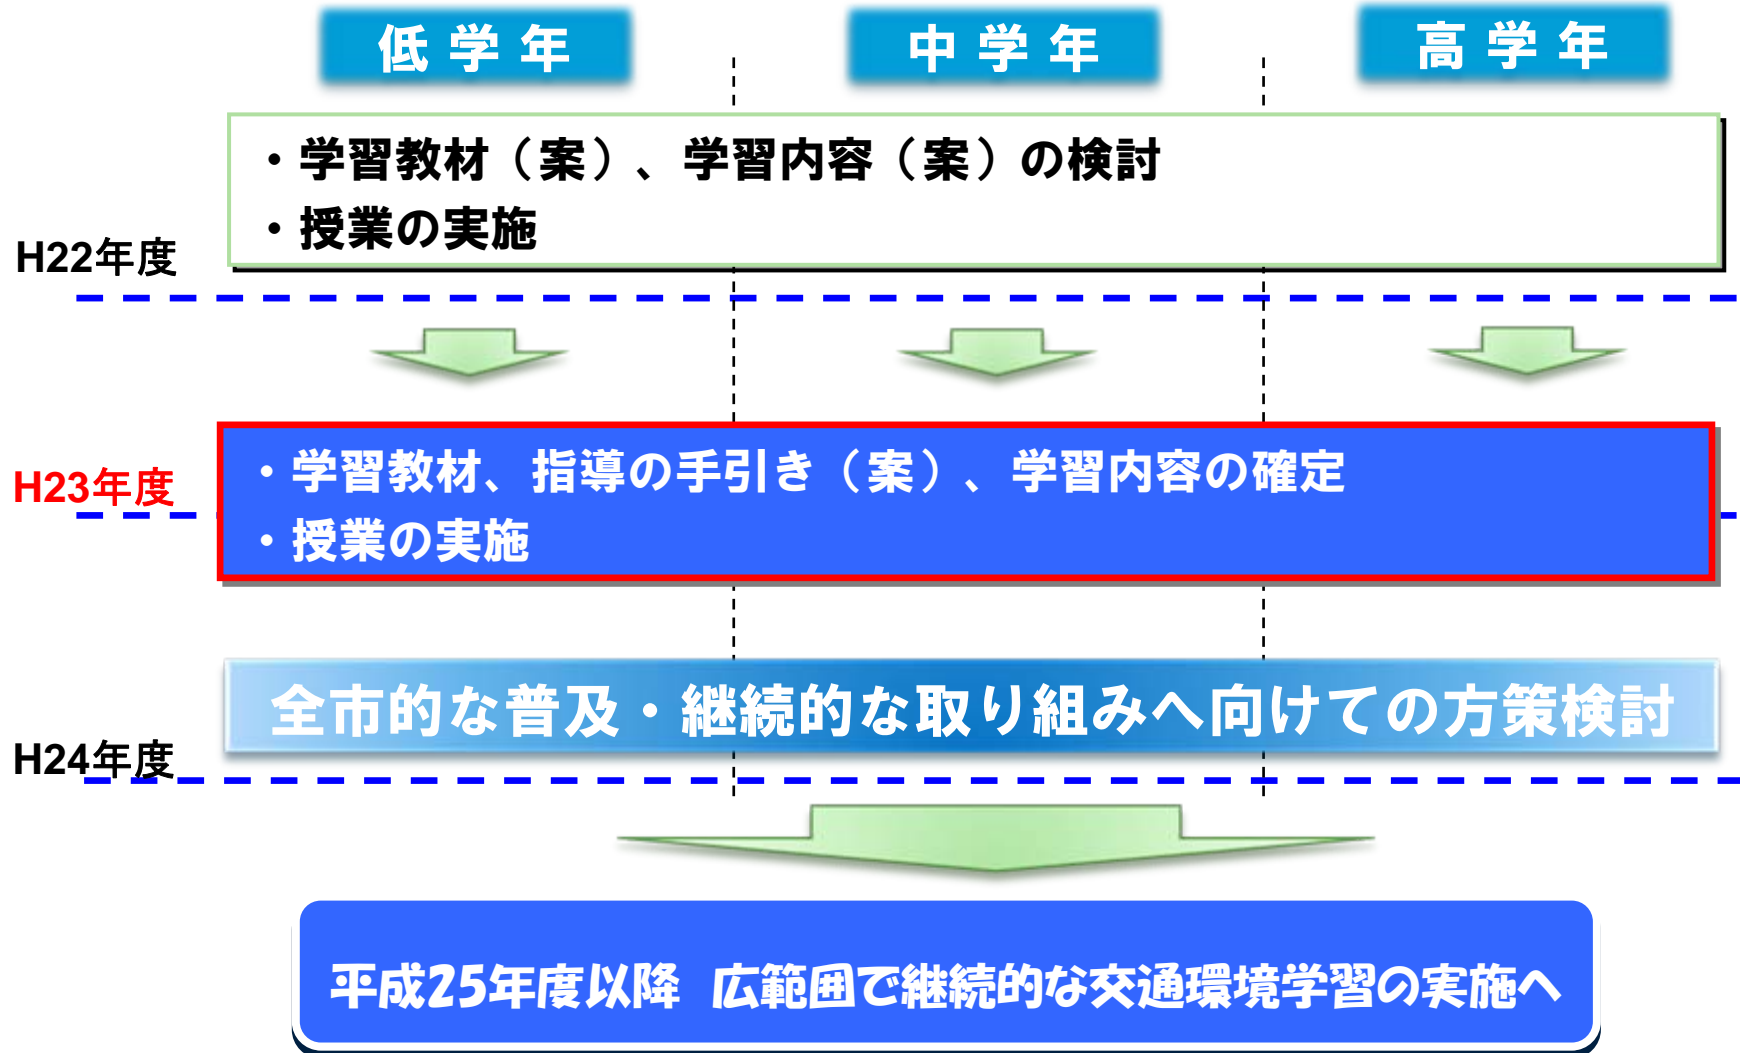 低学年
中学年
高学年
・学習教材（案）、学習内容（案）の検討
・授業の実施
H22年度
・学習教材、指導の手引き（案）、学習内容の確定
・授業の実施
H23年度
全市的な普及・継続的な取り組みへ向けての方策検討
H24年度
平成25年度以降 広範囲で継続的な交通環境学習の実施へ